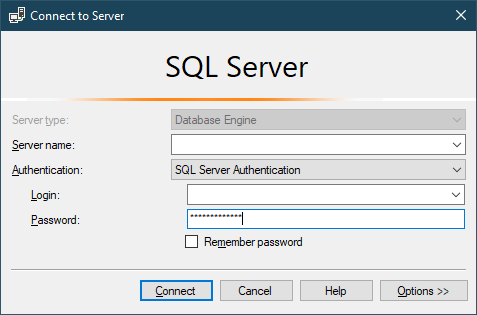 Connect to Server
SQL Server
Server type: Database Engine
Server name:
Authentication: SQL Server Authentication
Login:
Password: *************
Remember password
Connect Cancel Help Options >>